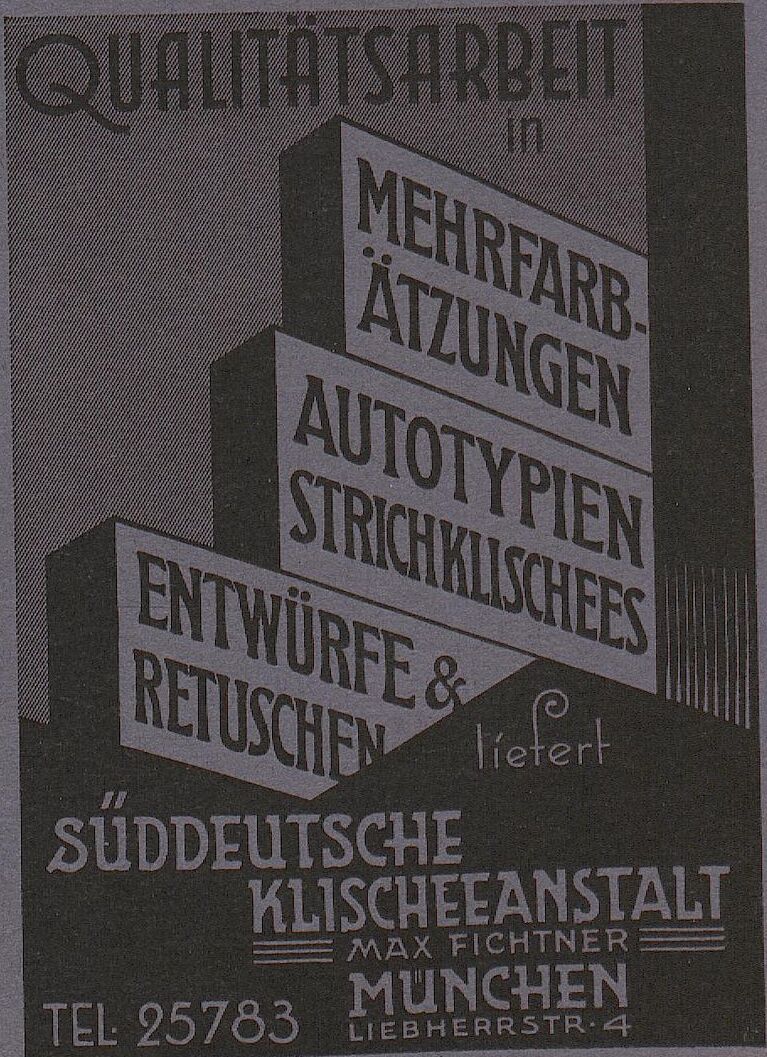 QUALITÄTSARBEIT
in
MEHRFARB-
ÄTZUNGEN
AUTOTYPIEN
STRICHKLISCHEES
ENTWÜRFE &
RETUSCHEN
liefert
SÜDDEUTSCHE
KLISCHEEANSTALT
MAX FICHTNER
MÜNCHEN
TEL. 25783
LIEBHERRSTR. 4